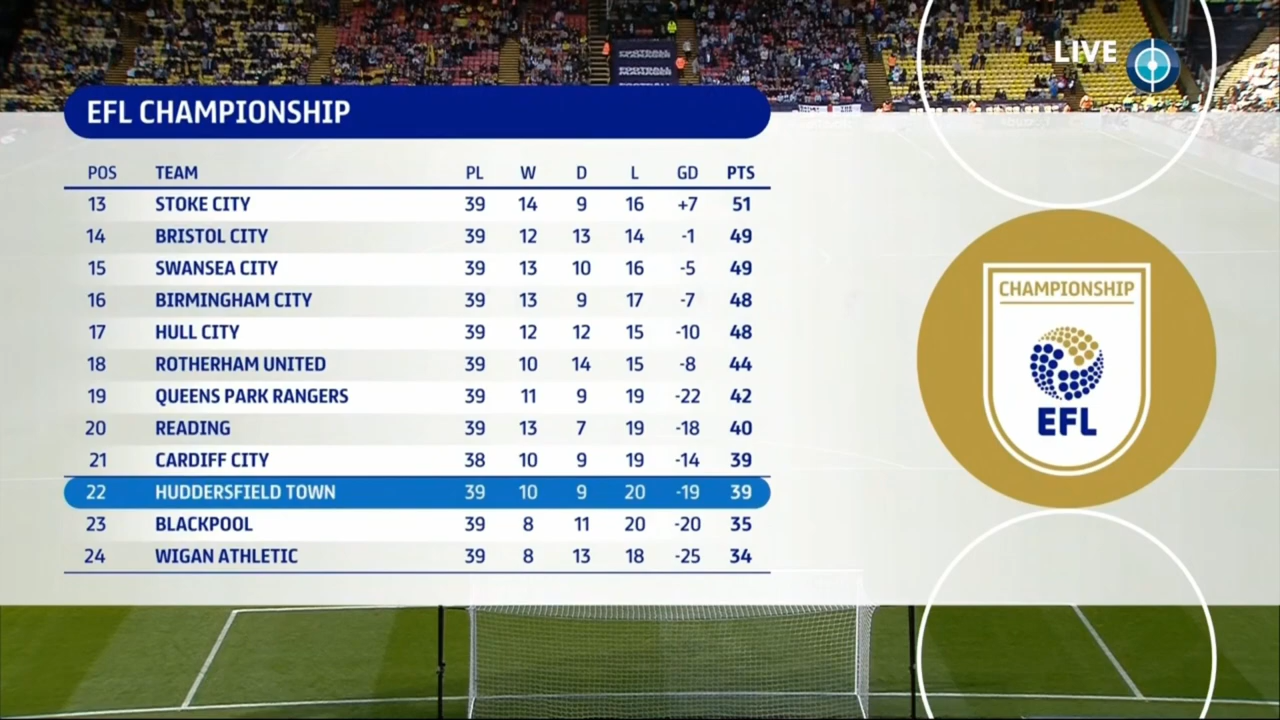 LIVE
EFL CHAMPIONSHIP
POS TEAM PL W D L GD PTS
13 STOKE CITY 39 14 9 16 +7 51
14 BRISTOL CITY 39 12 13 14 -1 49
15 SWANSEA CITY 39 13 10 16 -5 49
16 BIRMINGHAM CITY 39 13 9 17 -7 48
17 HULL CITY 39 12 12 15 -10 48
18 ROTHERHAM UNITED 39 10 14 15 -8 44
19 QUEENS PARK RANGERS 39 11 9 19 -22 42
20 READING 39 13 7 19 -18 40
21 CARDIFF CITY 38 10 9 19 -14 39
22 HUDDERSFIELD TOWN 39 10 9 20 -19 39
23 BLACKPOOL 39 8 11 20 -20 35
24 WIGAN ATHLETIC 39 8 13 18 -25 34
CHAMPIONSHIP
EFL